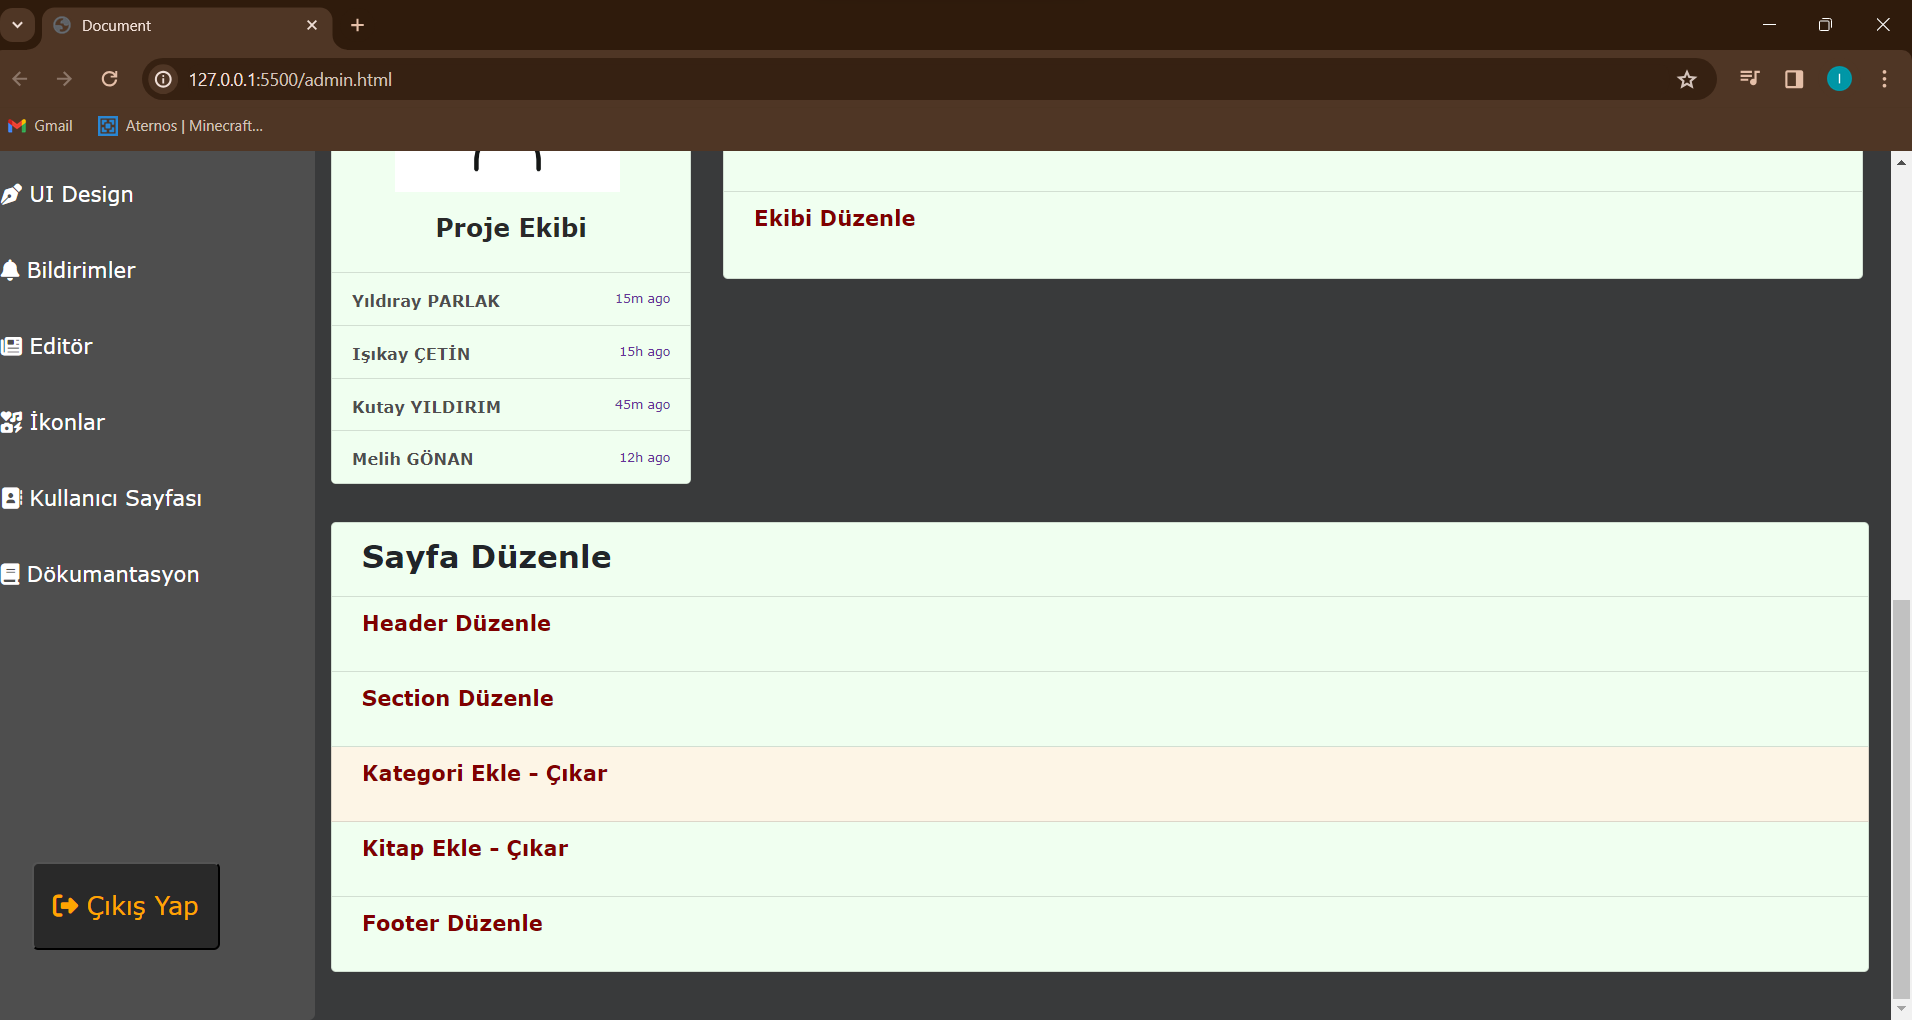 Document
127.0.0.1:5500/admin.html
I
Gmail
Aternos | Minecraft...
UI Design
Bildirimler
Editör
İkonlar
Kullanıcı Sayfası
Dökumantasyon
Çıkış Yap
Proje Ekibi
Yıldıray PARLAK 15m ago
Işıkay ÇETİN 15h ago
Kutay YILDIRIM 45m ago
Melih GÖNAN 12h ago
Ekibi Düzenle
Sayfa Düzenle
Header Düzenle
Section Düzenle
Kategori Ekle - Çıkar
Kitap Ekle - Çıkar
Footer Düzenle